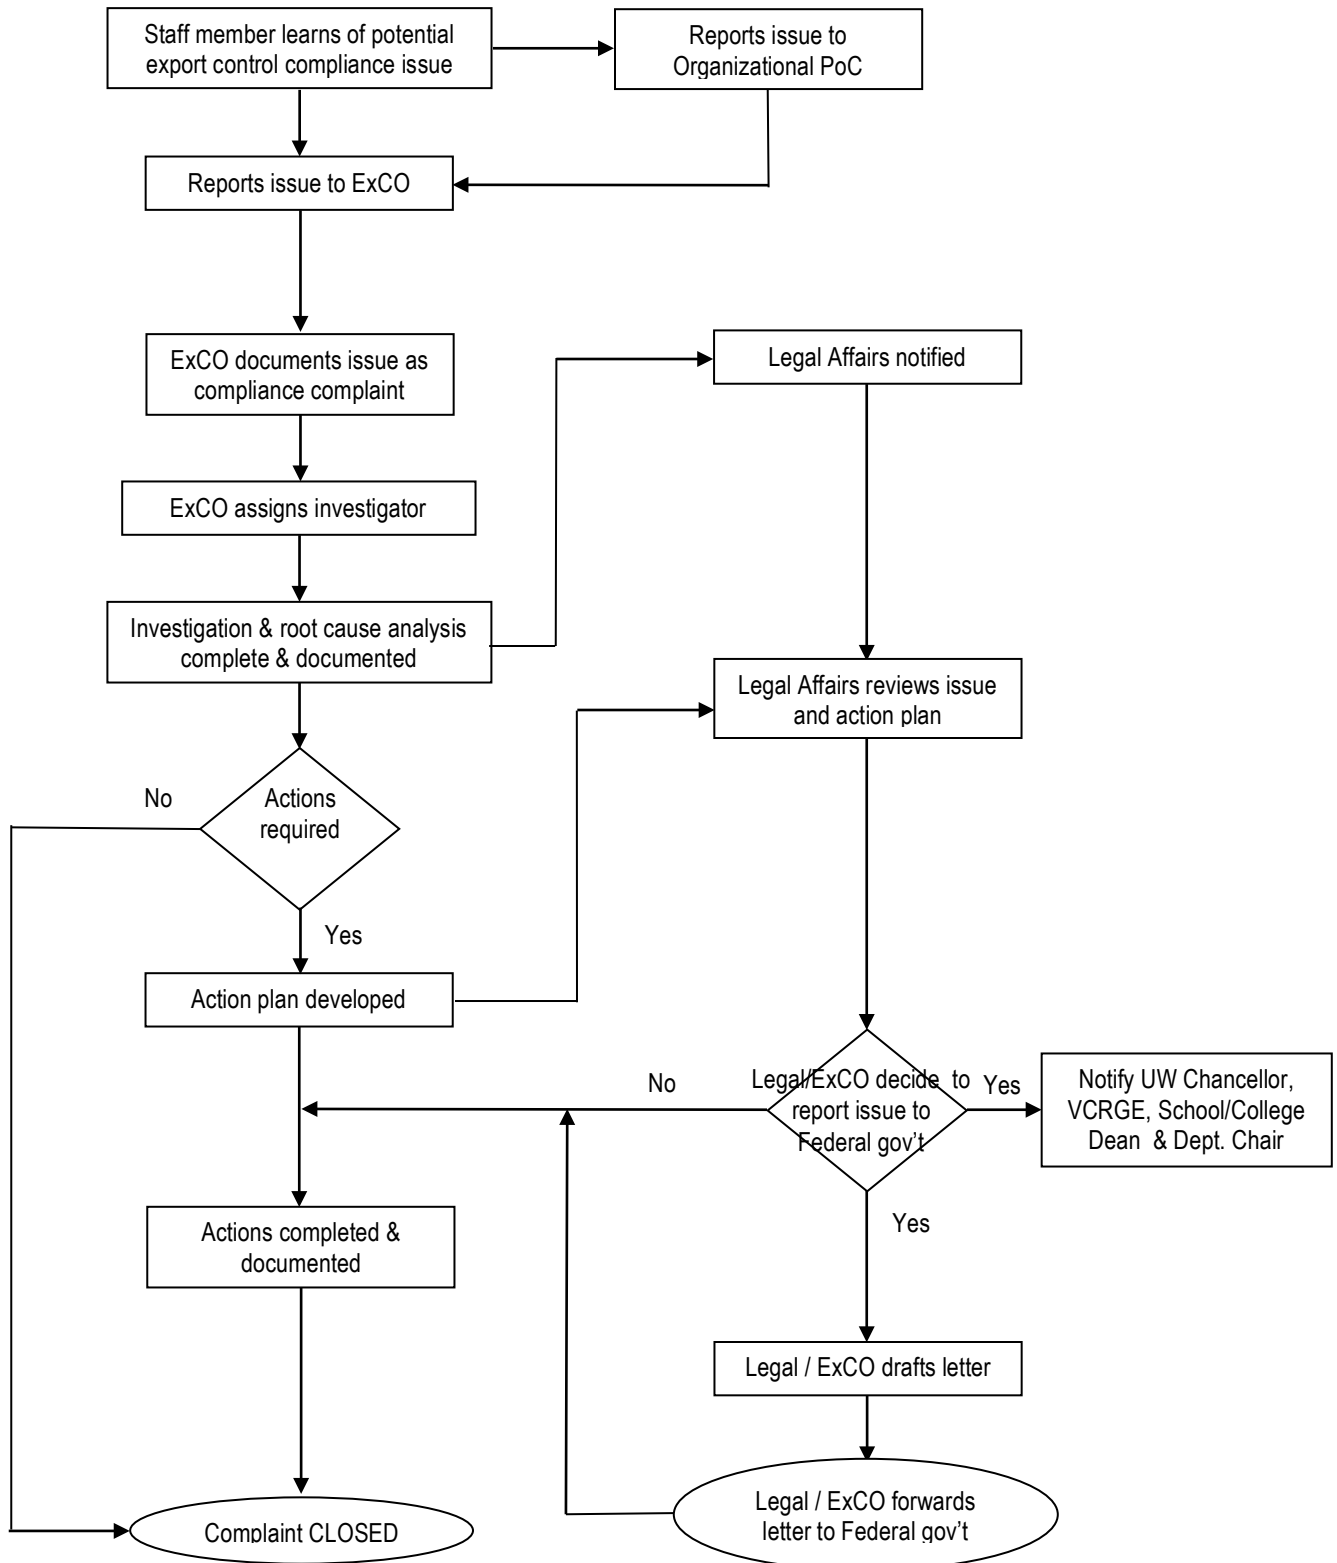 Staff member learns of potential
export control compliance issue
Reports issue to
Organizational PoC
Reports issue to ExCO
ExCO documents issue as
compliance complaint
Legal Affairs notified
ExCO assigns investigator
Investigation & root cause analysis
complete & documented
Legal Affairs reviews issue
and action plan
No
Actions
required
Yes
Action plan developed
No
Legal/ExCO decide to
report issue to
Federal gov't
Yes
Notify UW Chancellor,
VCRGE, School/College
Dean & Dept. Chair
Yes
Actions completed &
documented
Legal / ExCO drafts letter
Legal / ExCO forwards
letter to Federal gov't
Complaint CLOSED